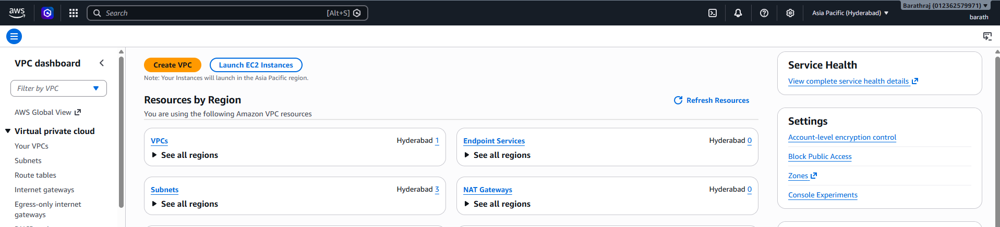 aws
Search [Alt+S]
Asia Pacific (Hyderabad)
Barathraj (012362579971)
barath
VPC dashboard
Filter by VPC
AWS Global View
Virtual private cloud
Your VPCs
Subnets
Route tables
Internet gateways
Egress-only internet
gateways
Create VPC
Launch EC2 Instances
Note: Your Instances will launch in the Asia Pacific region.
Resources by Region
Refresh Resources
You are using the following Amazon VPC resources
VPCs Hyderabad 1
See all regions
Endpoint Services Hyderabad 0
See all regions
Subnets Hyderabad 3
See all regions
NAT Gateways Hyderabad 0
See all regions
Service Health
View complete service health details
Settings
Account-level encryption control
Block Public Access
Zones
Console Experiments